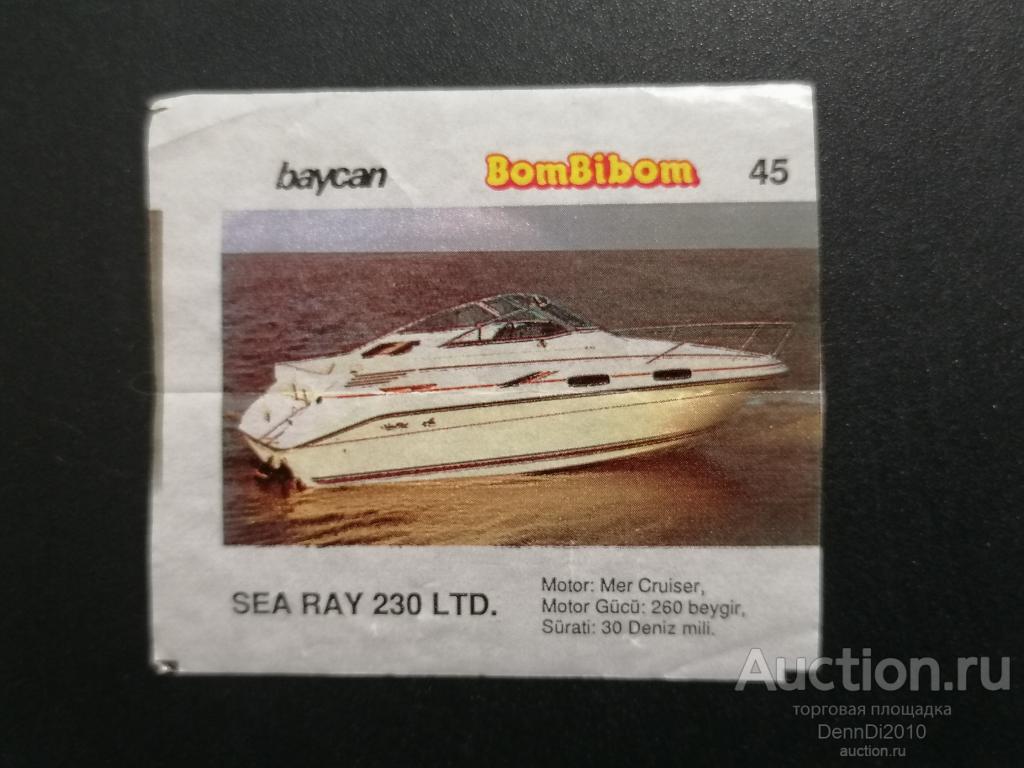 baycan
BomBibom
45
SEA RAY 230 LTD.
Motor: Mer Cruiser,
Motor Gücü: 260 beygir,
Sürati: 30 Deniz mili.
Auction.ru
торговая площадка
DennDi2010
auction.ru